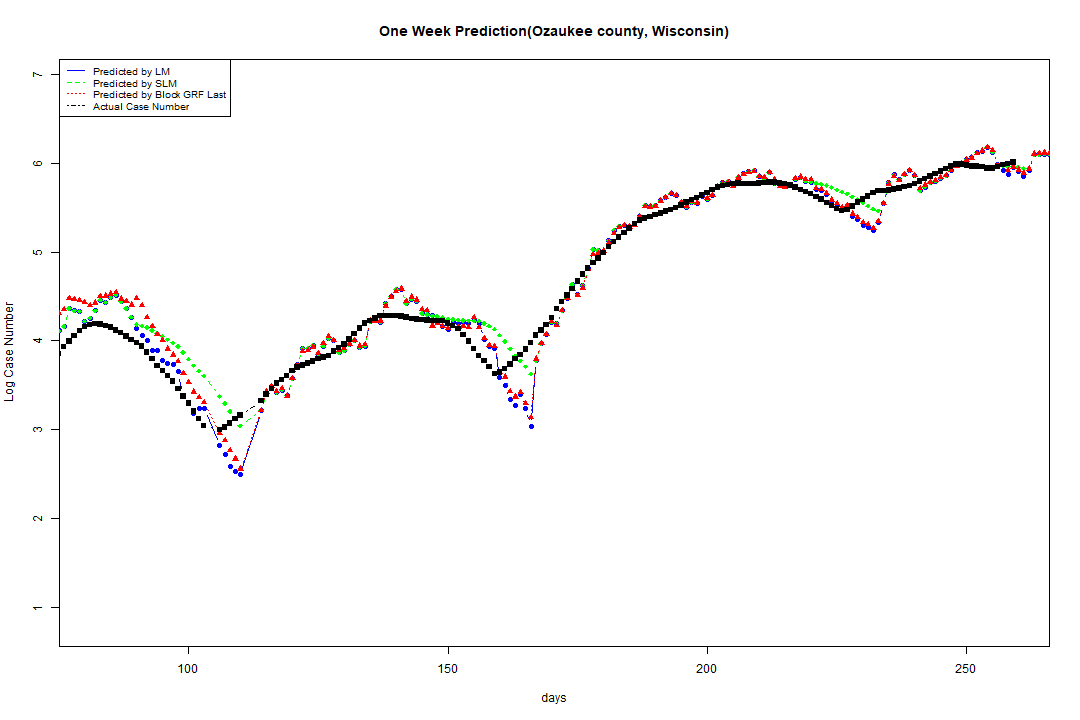 One Week Prediction(Ozaukee county, Wisconsin)
Predicted by LM
Predicted by SLM
Predicted by Block GRF Last
Actual Case Number
7
6
5
4
3
2
1
Log Case Number
100 150 200 250
days